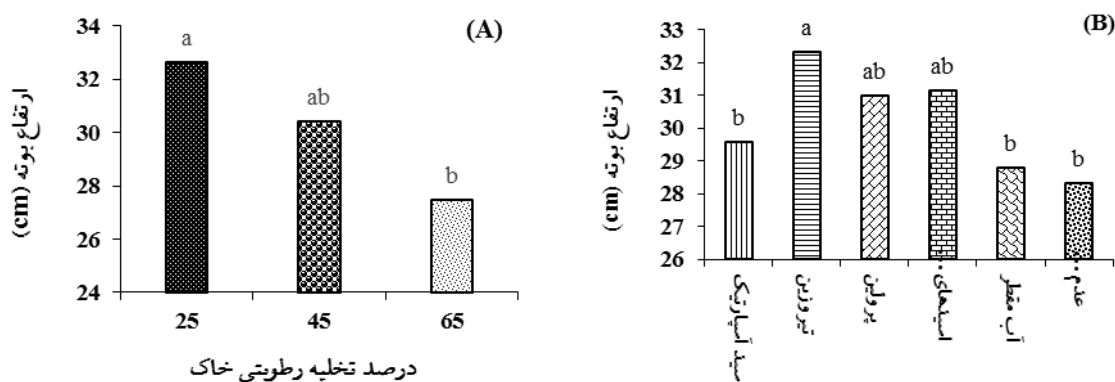 (A)
ارتفاع بوته (cm)
34
32
30
28
26
24
a
ab
b
25
45
65
درصد تخلیه رطوبتی خاک
(B)
ارتفاع بوته (cm)
33
32
31
30
29
28
27
26
b
a
ab
ab
b
b
سید آسپارتیک
تیروزین
پرولین
اسیدهای...
آب مقطر
عدم...